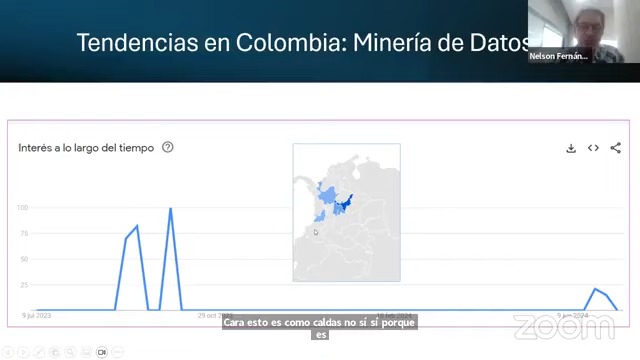 Tendencias en Colombia: Minería de Datos
Nelson Fernán...
Interés a lo largo del tiempo
100
75
50
25
9 jul 2023
29 oct 2023
18 feb 2024
9 jun 2024
Cara esto es como caldas no sí sí porque
es
zoom